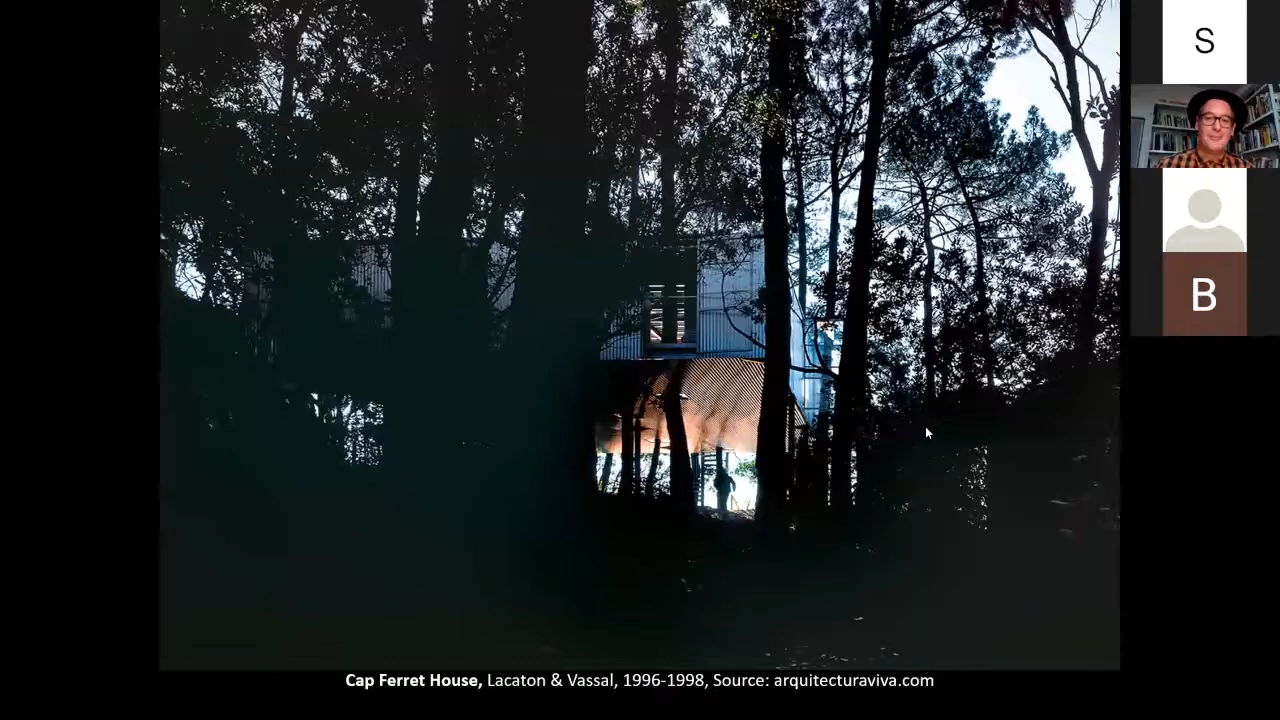 S
B
Cap Ferret House, Lacaton & Vassal, 1996-1998, Source: arquitecturaviva.com